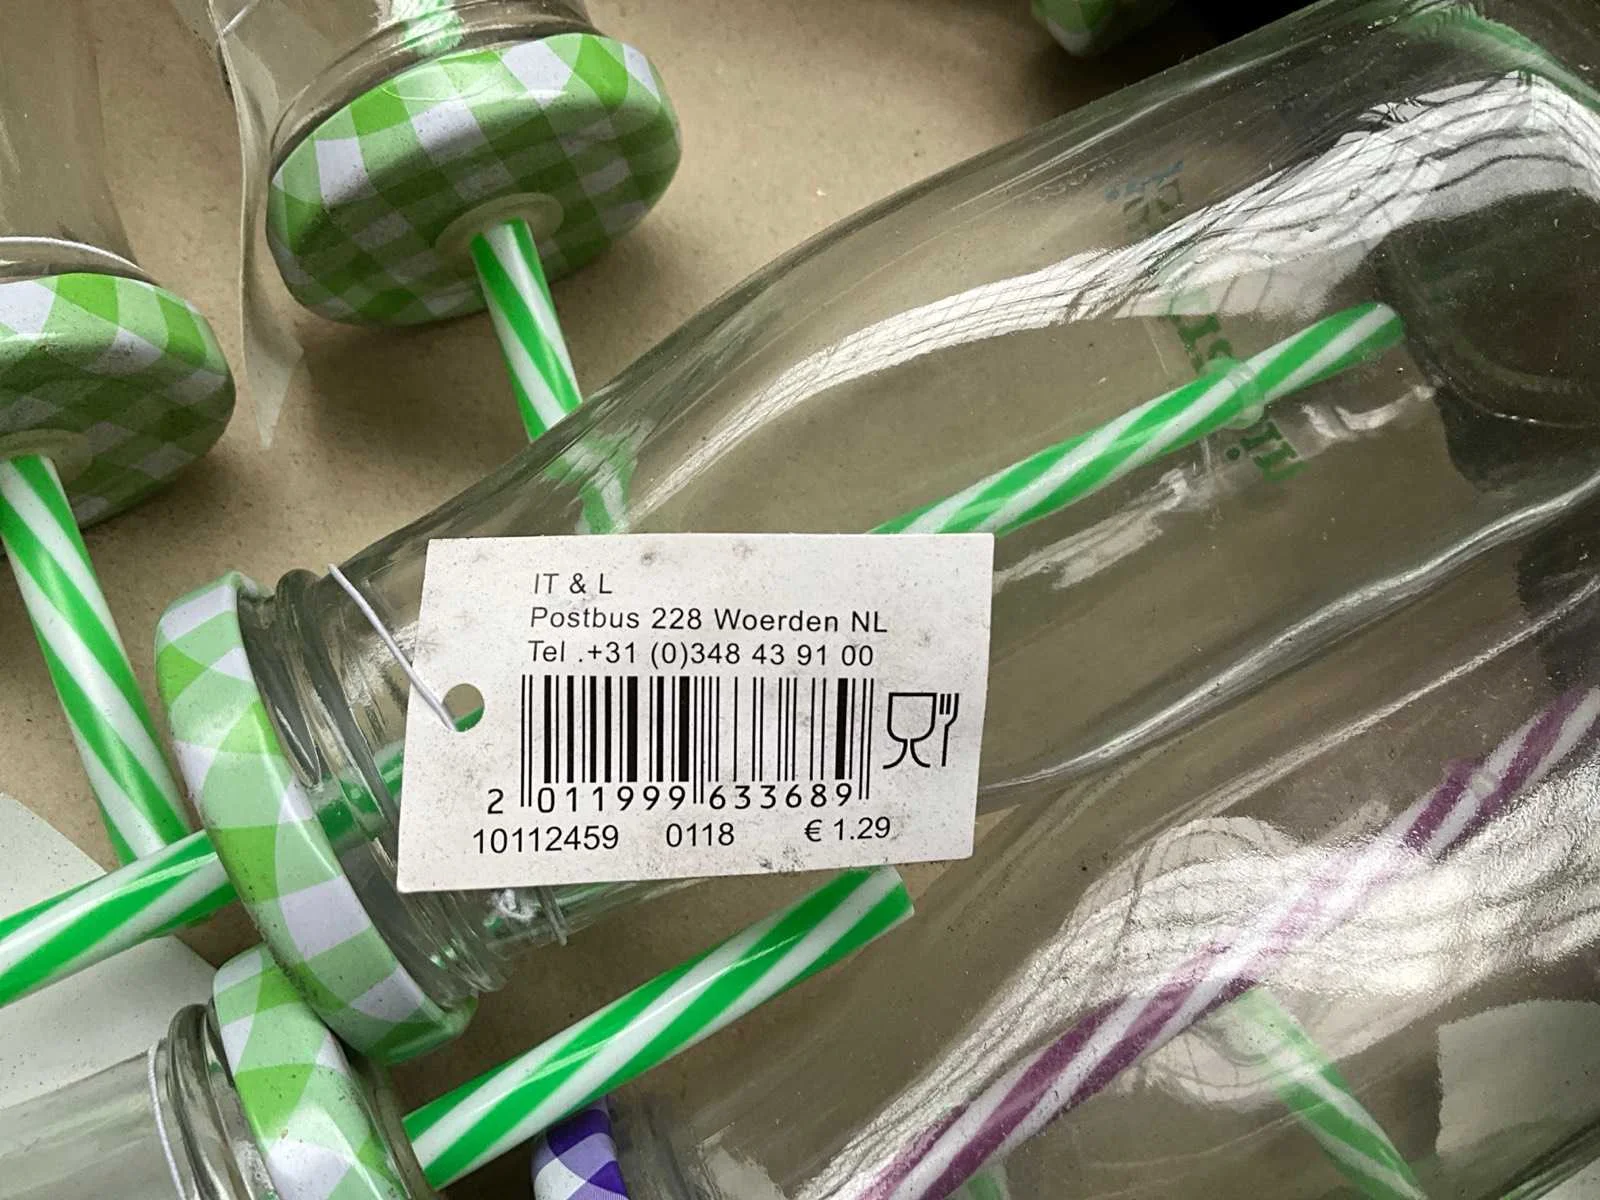 IT & L
Postbus 228 Woerden NL
Tel .+31 (0)348 43 91 00
2 011999 633689
10112459 0118 € 1.29